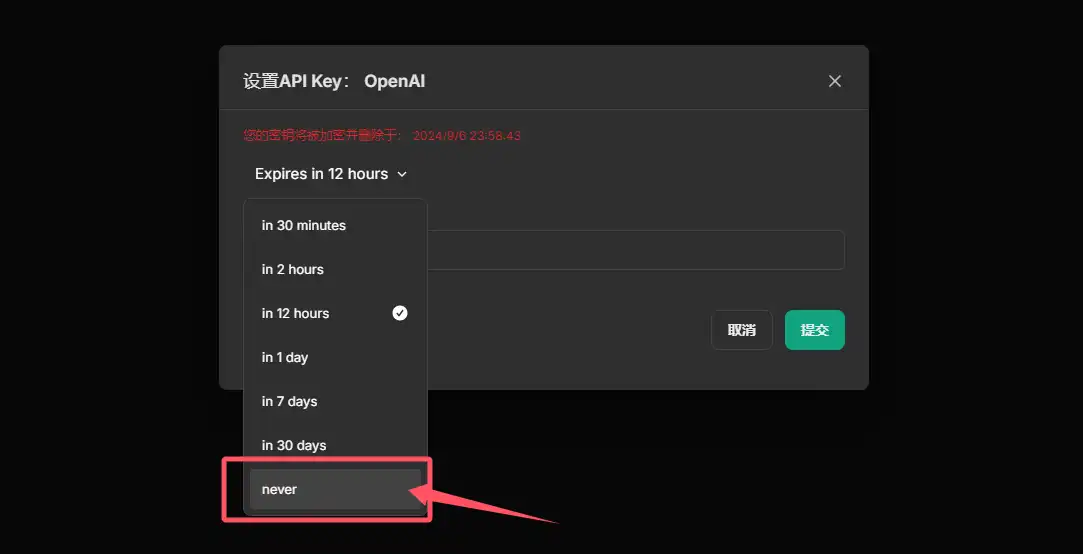 设置API Key： OpenAI
您的密钥将被加密并删除于： 2024/9/6 23:58:43
Expires in 12 hours
in 30 minutes
in 2 hours
in 12 hours
in 1 day
in 7 days
in 30 days
never
取消
提交